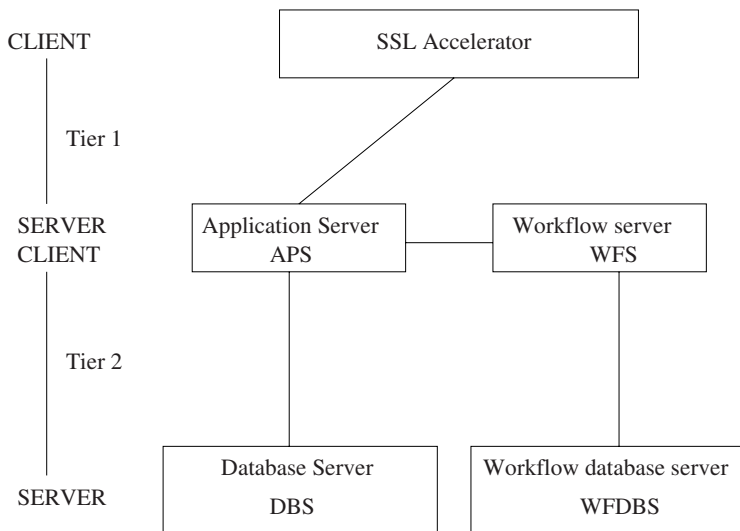 CLIENT
SSL Accelerator
Tier 1
SERVER
CLIENT
Application Server
APS
Workflow server
WFS
Tier 2
SERVER
Database Server
DBS
Workflow database server
WFDBS